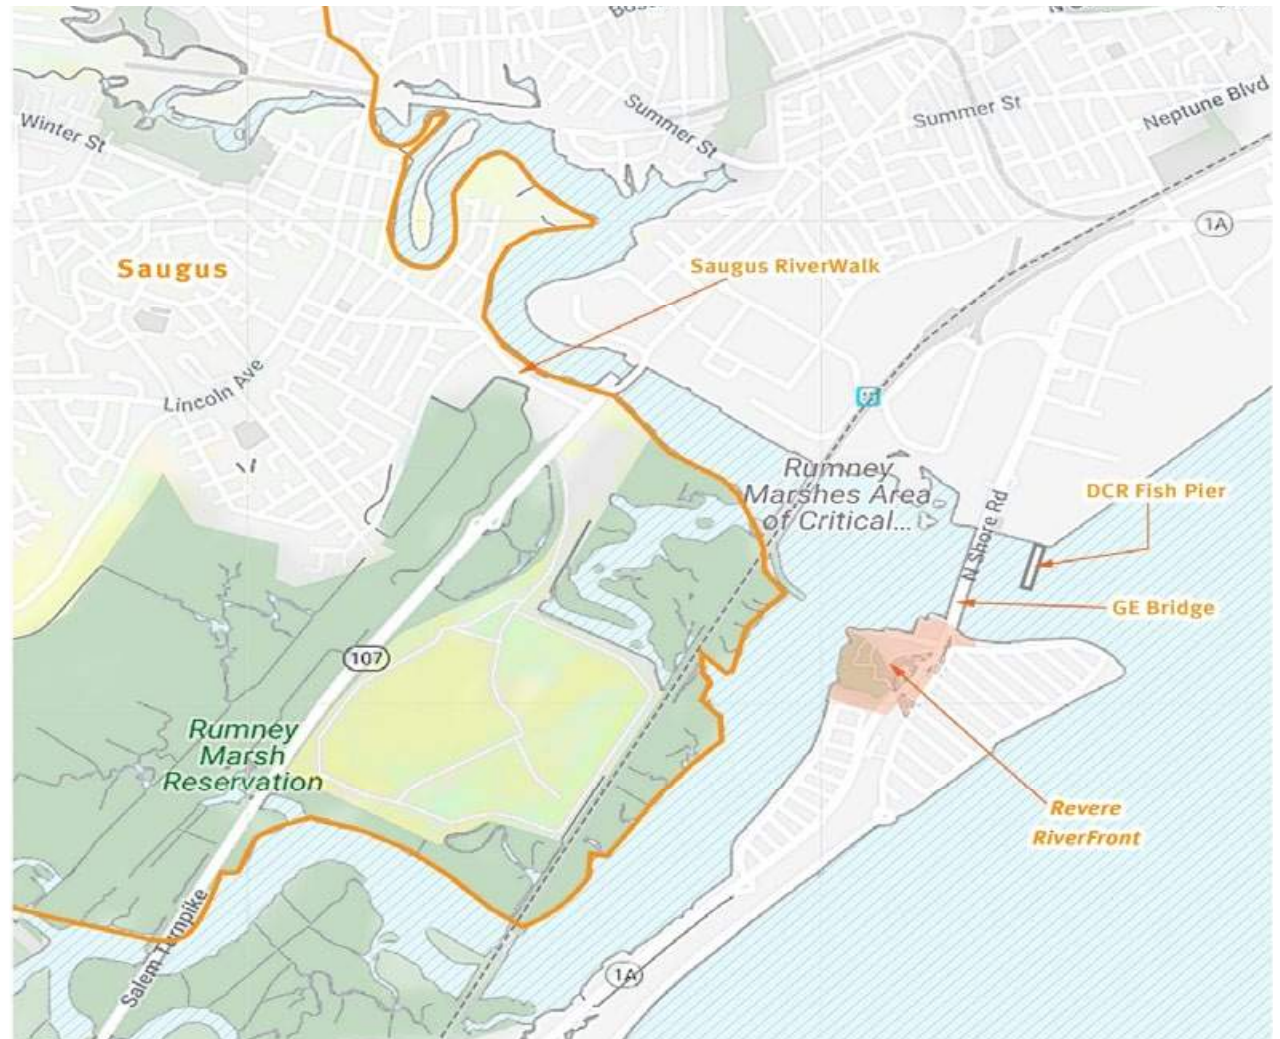 Summer St
Summer St
Neptune Blvd
Winter St
1A
Saugus
Saugus RiverWalk
Lincoln Ave
Rumney
Marshes Area
of Critical...
DCR Fish Pier
N Shore Rd
GE Bridge
107
Rumney
Marsh
Reservation
Revere
RiverFront
Salem Turnpike
1A